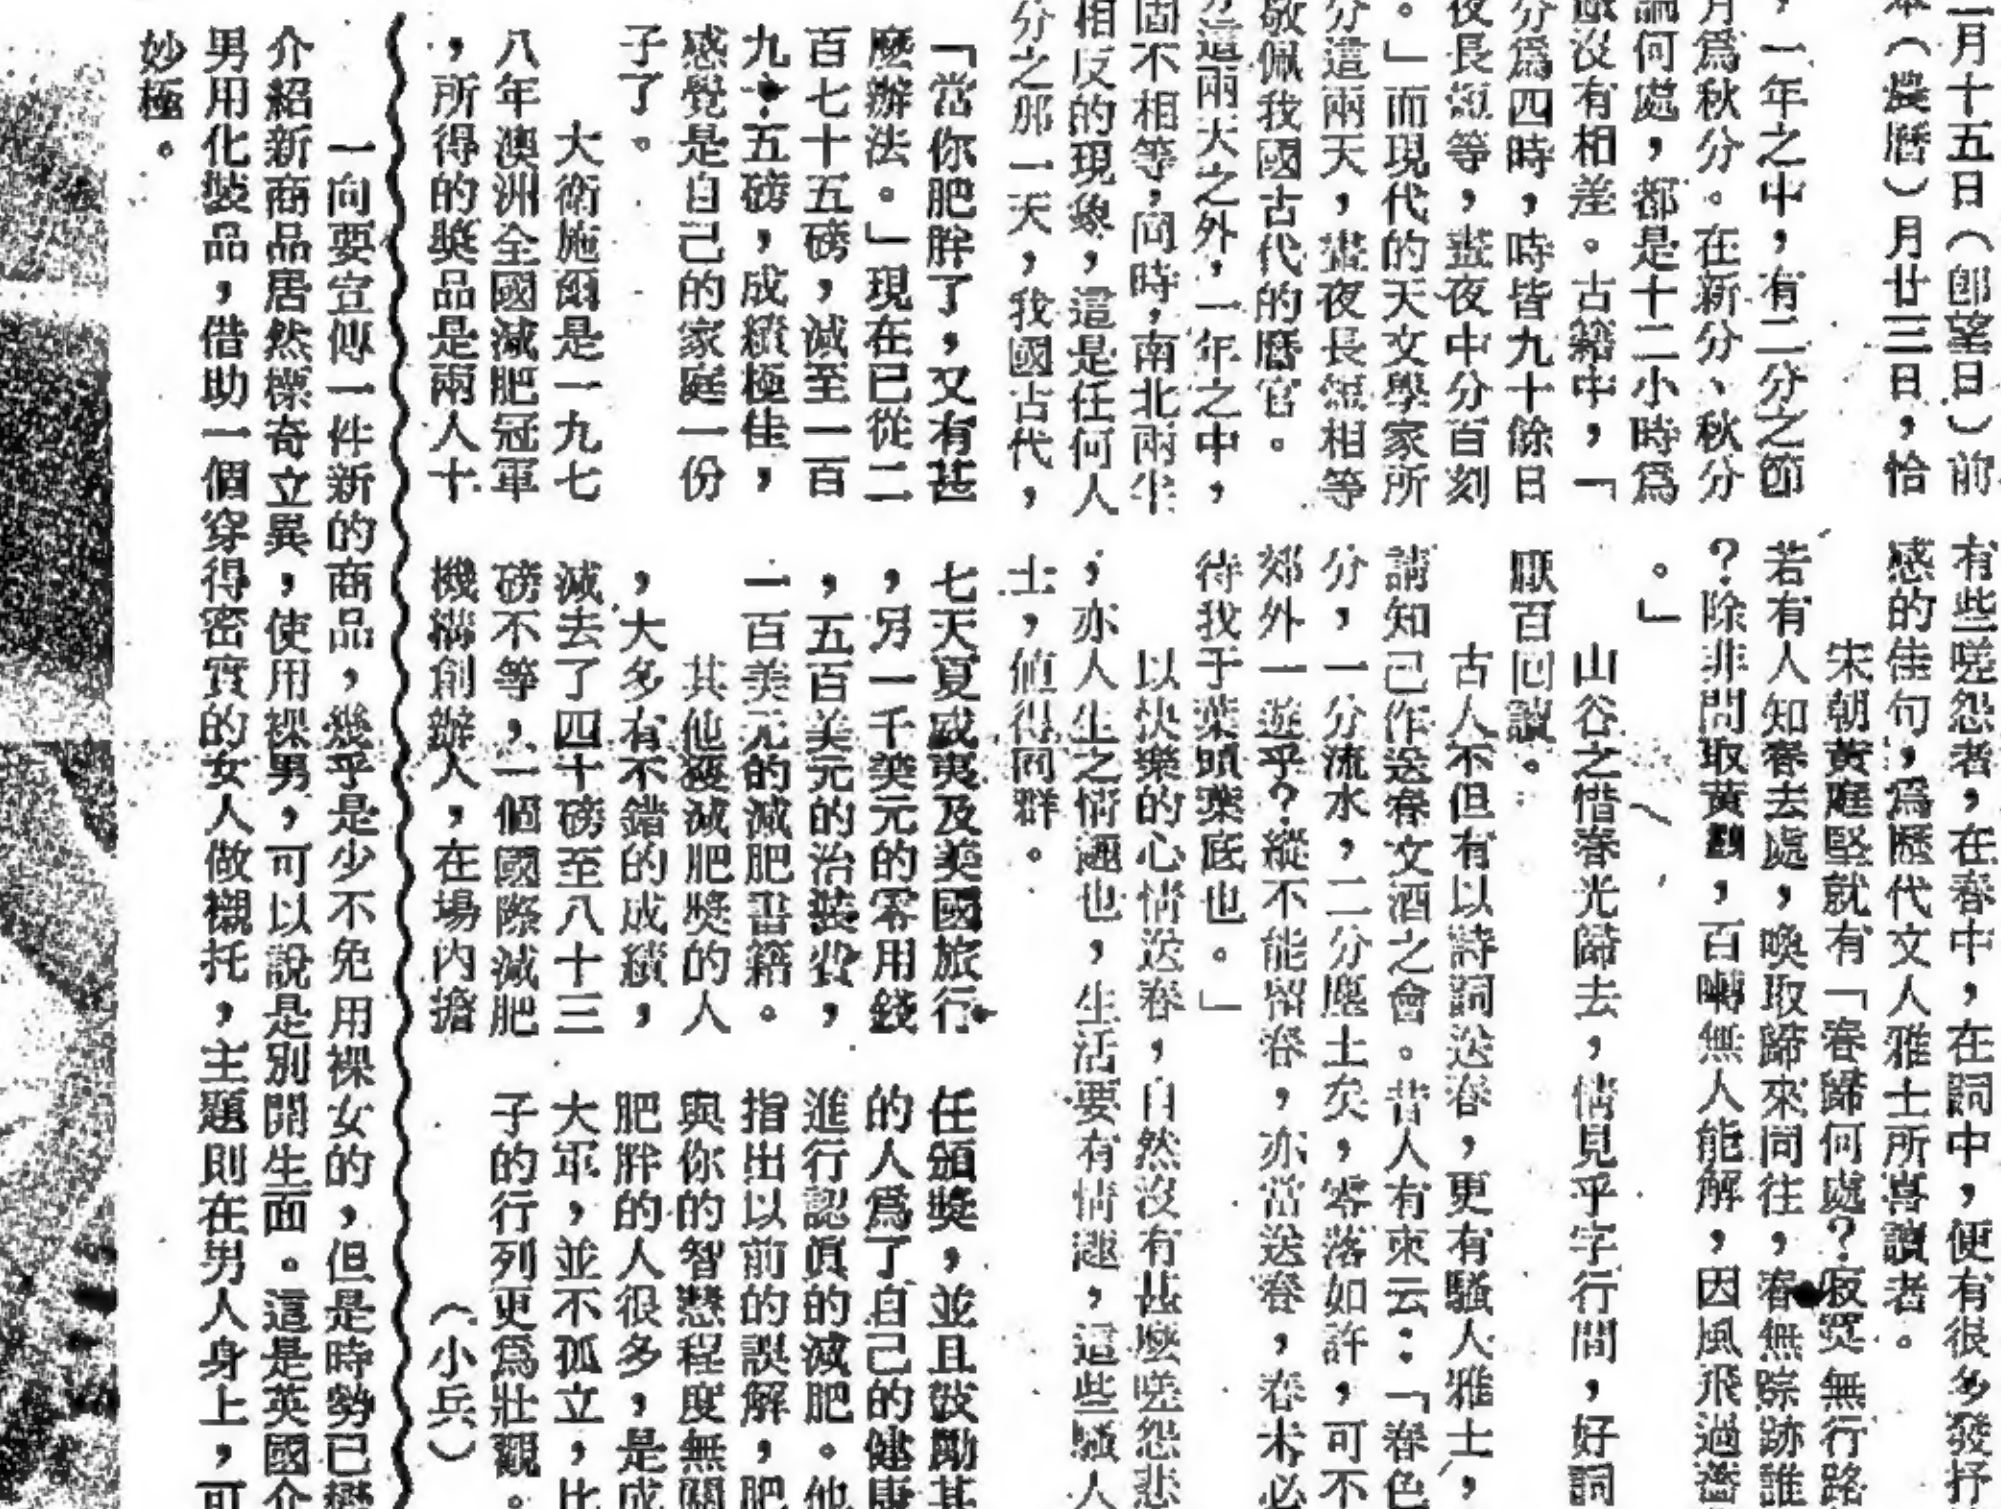 二月十五日（卽望日）前
（農曆）月廿三日，恰
，一年之中，有二分之節
月爲秋分。在新分、秋分
論何處，都是十二小時爲
沒有相差。古籍中，「
分爲四時，時皆九十餘日
夜長短等，晝夜中分百刻
。」而現代的天文學家所
分這兩天，晝夜長短相等
敬佩我國古代的曆官。
這兩天之外，一年之中，
固不相等，同時，南北兩半
相反的現象，這是任何人
分之那一天，我國古代，
有些嗟怨者，在春中，在詞中，便有很多發抒
感的佳句，爲歷代文人雅士所喜讀者。
宋朝黃庭堅就有「春歸何處？寂寞無行路
若有人知春去處，喚取歸來同往，春無踪跡誰
？除非問取黃鸝，百囀無人能解，因風飛過薔
。」
山谷之惜春光歸去，情見乎字行間，好詞
厭百回讀。
古人不但有以詩詞送春，更有騷人雅士，
請知己作送春文酒之會。昔人有柬云：「春色
分，一分流水，二分塵土矣，零落如許，可不
郊外一遊乎？縱不能留春，亦當送春，春未必
待我于葉頭葉底也。」
以快樂的心情送春，自然沒有甚麼嗟怨悲
，亦人生之情趣也，生活要有情趣，這些騷人
士，値得同群。
「當你肥胖了，又有甚
麼辦法。」現在已從二
百七十五磅，減至一百
九十五磅，成績極佳，
感覺是自己的家庭一份
子了。
大衛施爾是一九七
八年澳洲全國減肥冠軍
，所得的獎品是兩人十
七天夏威夷及美國旅行
，另一千美元的零用錢
，五百美元的治裝費，
一百美元的減肥書籍。
其他獲減肥獎的人
，大多有不錯的成績，
減去了四十磅至八十三
磅不等，一個國際減肥
機構創辦人，在場內擔
任頒獎，並且鼓勵其
的人爲了自己的健康
進行認眞的減肥。他
指出以前的誤解，肥
與你的智慧程度無關
肥胖的人很多，是成
大軍，並不孤立，比
子的行列更爲壯觀。
（小兵）
一向要宣傳一件新的商品，幾乎是少不免用裸女的，但是時勢已
介紹新商品居然標奇立異，使用裸男，可以說是別開生面。這是英國介
男用化裝品，借助一個穿得密實的女人做襯托，主題則在男人身上，可
妙極。